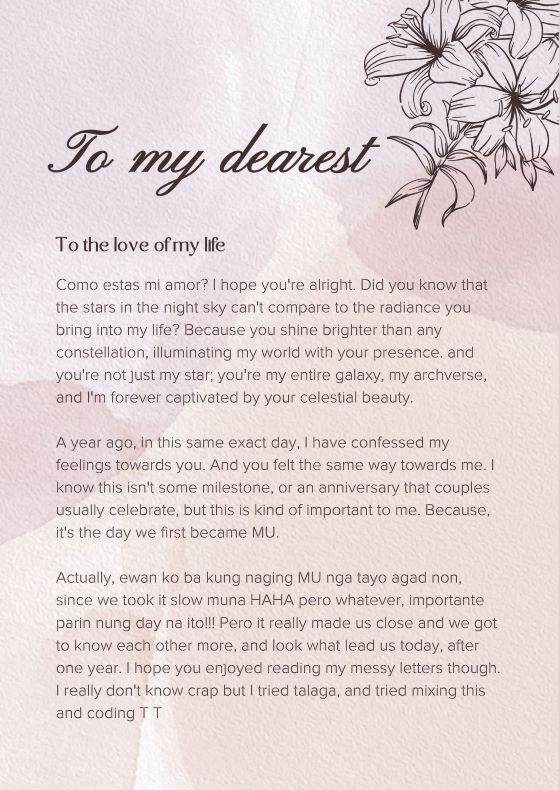 To my dearest
To the love of my life
Como estas mi amor? I hope you're alright. Did you know that
the stars in the night sky can't compare to the radiance you
bring into my life? Because you shine brighter than any
constellation, illuminating my world with your presence. and
you're not just my star; you're my entire galaxy, my archverse,
and I'm forever captivated by your celestial beauty.
A year ago, in this same exact day, I have confessed my
feelings towards you. And you felt the same way towards me. I
know this isn't some milestone, or an anniversary that couples
usually celebrate, but this is kind of important to me. Because,
it's the day we first became MU.
Actually, ewan ko ba kung naging MU nga tayo agad non,
since we took it slow muna HAHA pero whatever, importante
parin nung day na ito!!! Pero it really made us close and we got
to know each other more, and look what lead us today, after
one year. I hope you enjoyed reading my messy letters though.
I really don't know crap but I tried talaga, and tried mixing this
and coding T T